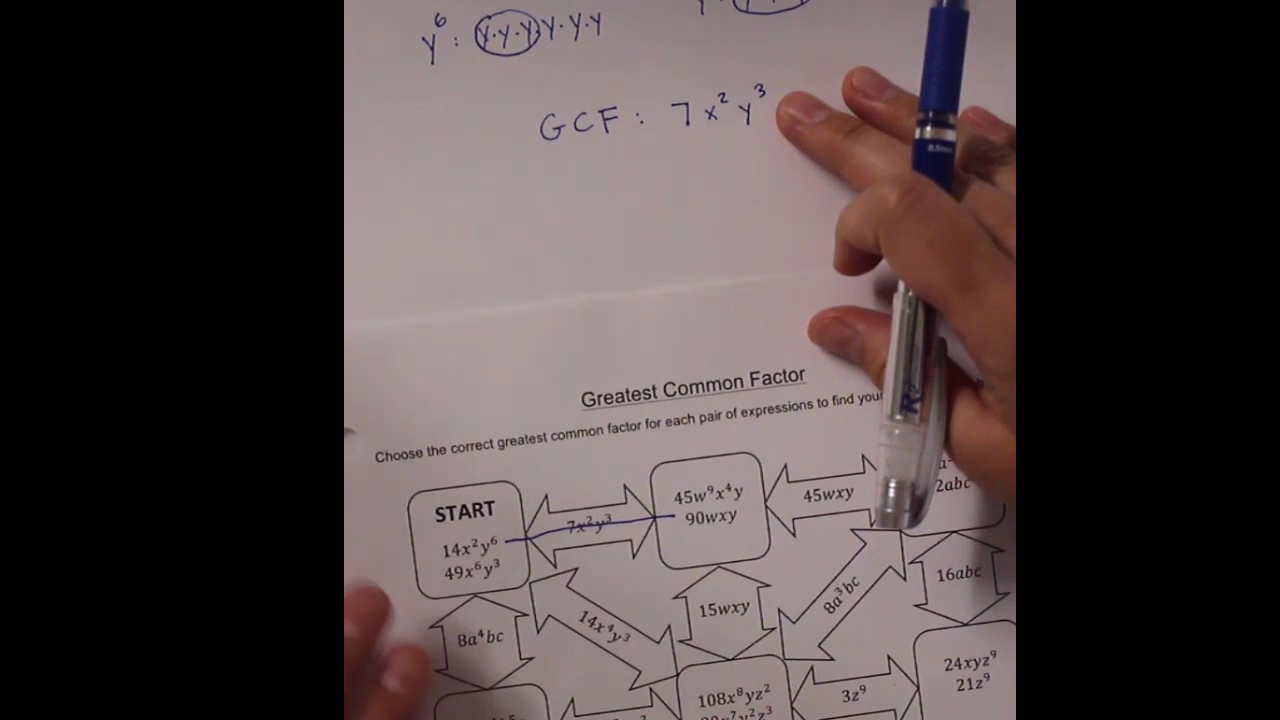 y⁶ : y·y·y·y·y·y
GCF : 7x²y³
Greatest Common Factor
Choose the correct greatest common factor for each pair of expressions to find your
START
14x²y⁶
49x⁶y³
7x²y³
45w⁹x⁴y
90wxy
45wxy
2abc
8a⁴bc
14x⁴y³
15wxy
8a³bc
16abc
108x⁸yz²
3z⁹
24xyz⁹
21z⁹